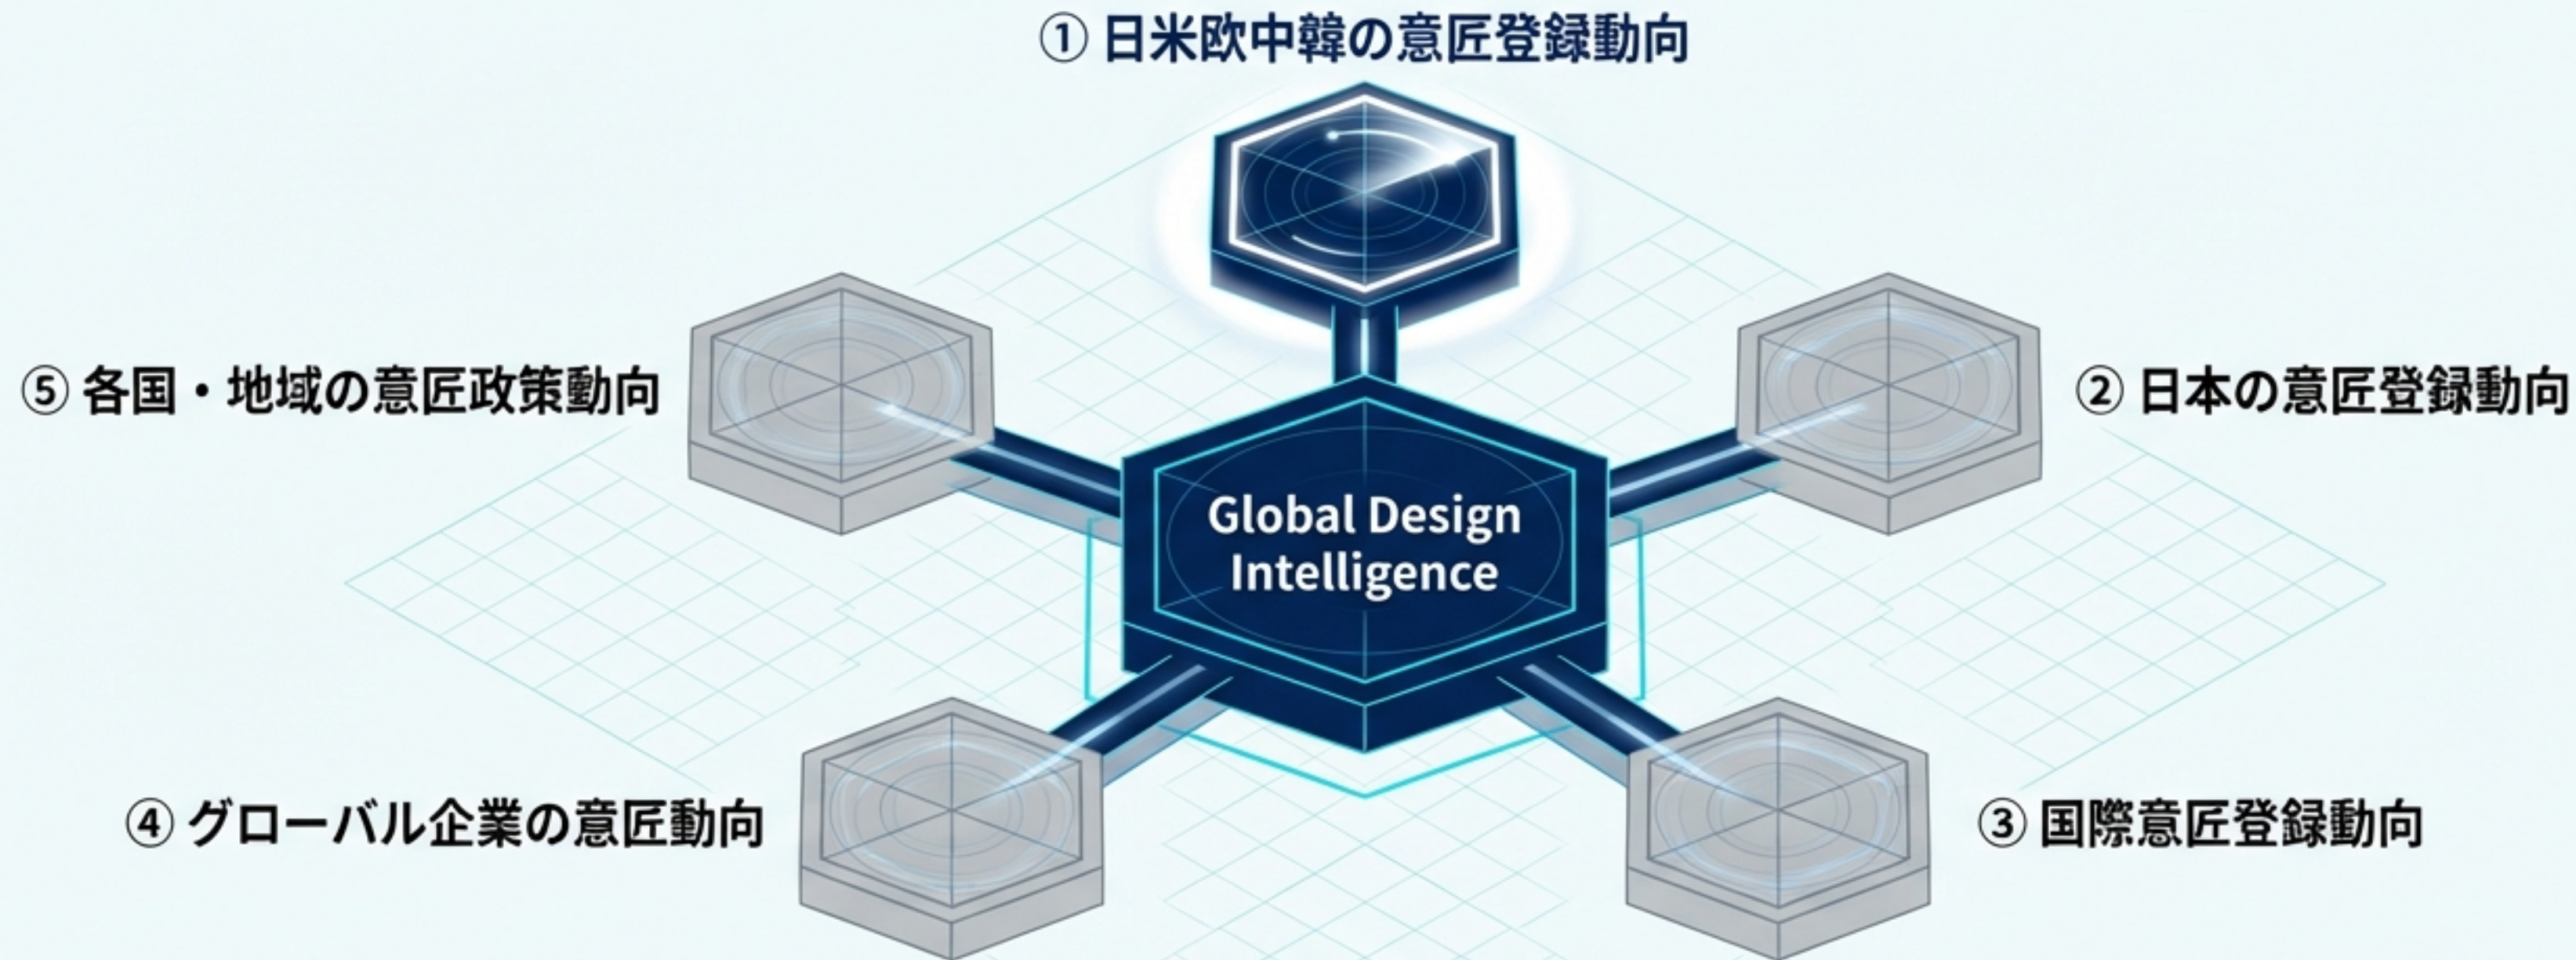 ① 日米欧中韓の意匠登録動向
⑤ 各国・地域の意匠政策動向
② 日本の意匠登録動向
Global Design
Intelligence
④ グローバル企業の意匠動向
③ 国際意匠登録動向